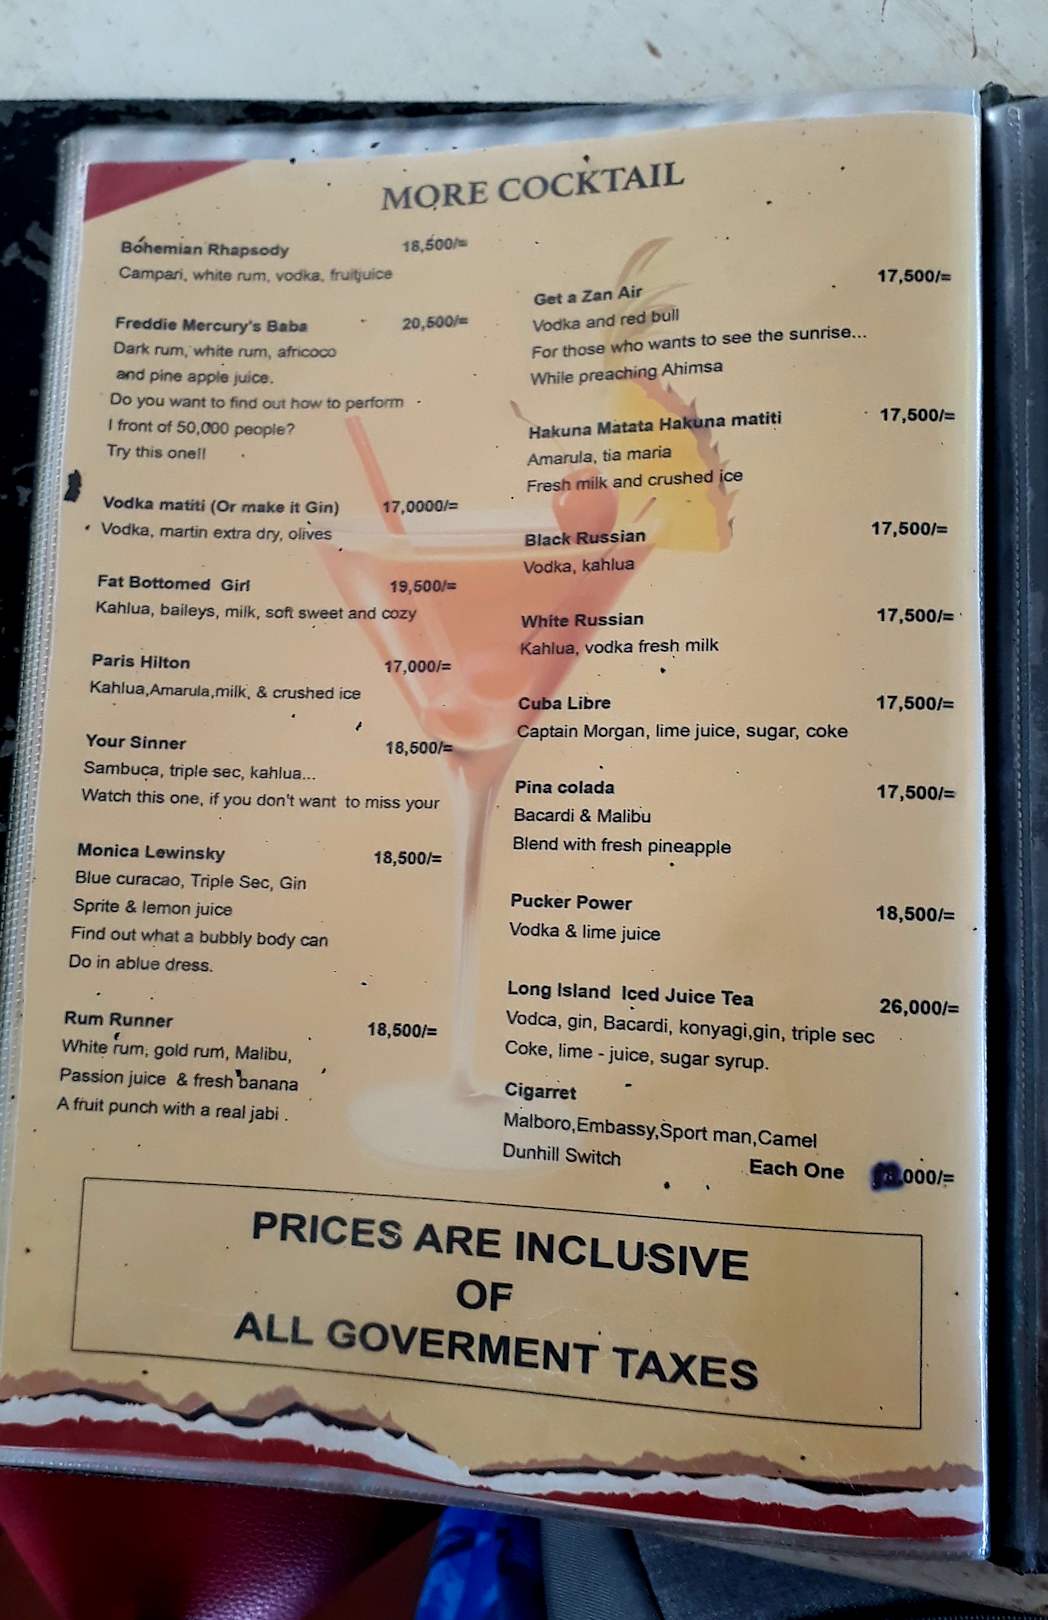 MORE COCKTAIL
Bohemian Rhapsody 18,500/=
Campari, white rum, vodka, fruitjuice
Freddie Mercury's Baba 20,500/=
Dark rum, white rum, africoco
and pine apple juice.
Do you want to find out how to perform
I front of 50,000 people?
Try this one!!
Vodka matiti (Or make it Gin) 17,0000/=
Vodka, martin extra dry, olives
Fat Bottomed Girl 19,500/=
Kahlua, baileys, milk, soft sweet and cozy
Paris Hilton 17,000/=
Kahlua,Amarula,milk, & crushed ice
Your Sinner 18,500/=
Sambuca, triple sec, kahlua...
Watch this one, if you don't want to miss your
Monica Lewinsky 18,500/=
Blue curacao, Triple Sec, Gin
Sprite & lemon juice
Find out what a bubbly body can
Do in ablue dress.
Rum Runner 18,500/=
White rum, gold rum, Malibu,
Passion juice & fresh banana
A fruit punch with a real jabi .
Get a Zan Air 17,500/=
Vodka and red bull
For those who wants to see the sunrise...
While preaching Ahimsa
Hakuna Matata Hakuna matiti 17,500/=
Amarula, tia maria
Fresh milk and crushed ice
Black Russian 17,500/=
Vodka, kahlua
White Russian 17,500/=
Kahlua, vodka fresh milk
Cuba Libre 17,500/=
Captain Morgan, lime juice, sugar, coke
Pina colada 17,500/=
Bacardi & Malibu
Blend with fresh pineapple
Pucker Power 18,500/=
Vodka & lime juice
Long Island Iced Juice Tea 26,000/=
Vodca, gin, Bacardi, konyagi,gin, triple sec
Coke, lime - juice, sugar syrup.
Cigarret
Malboro,Embassy,Sport man,Camel
Dunhill Switch
Each One
PRICES ARE INCLUSIVE
OF
ALL GOVERMENT TAXES